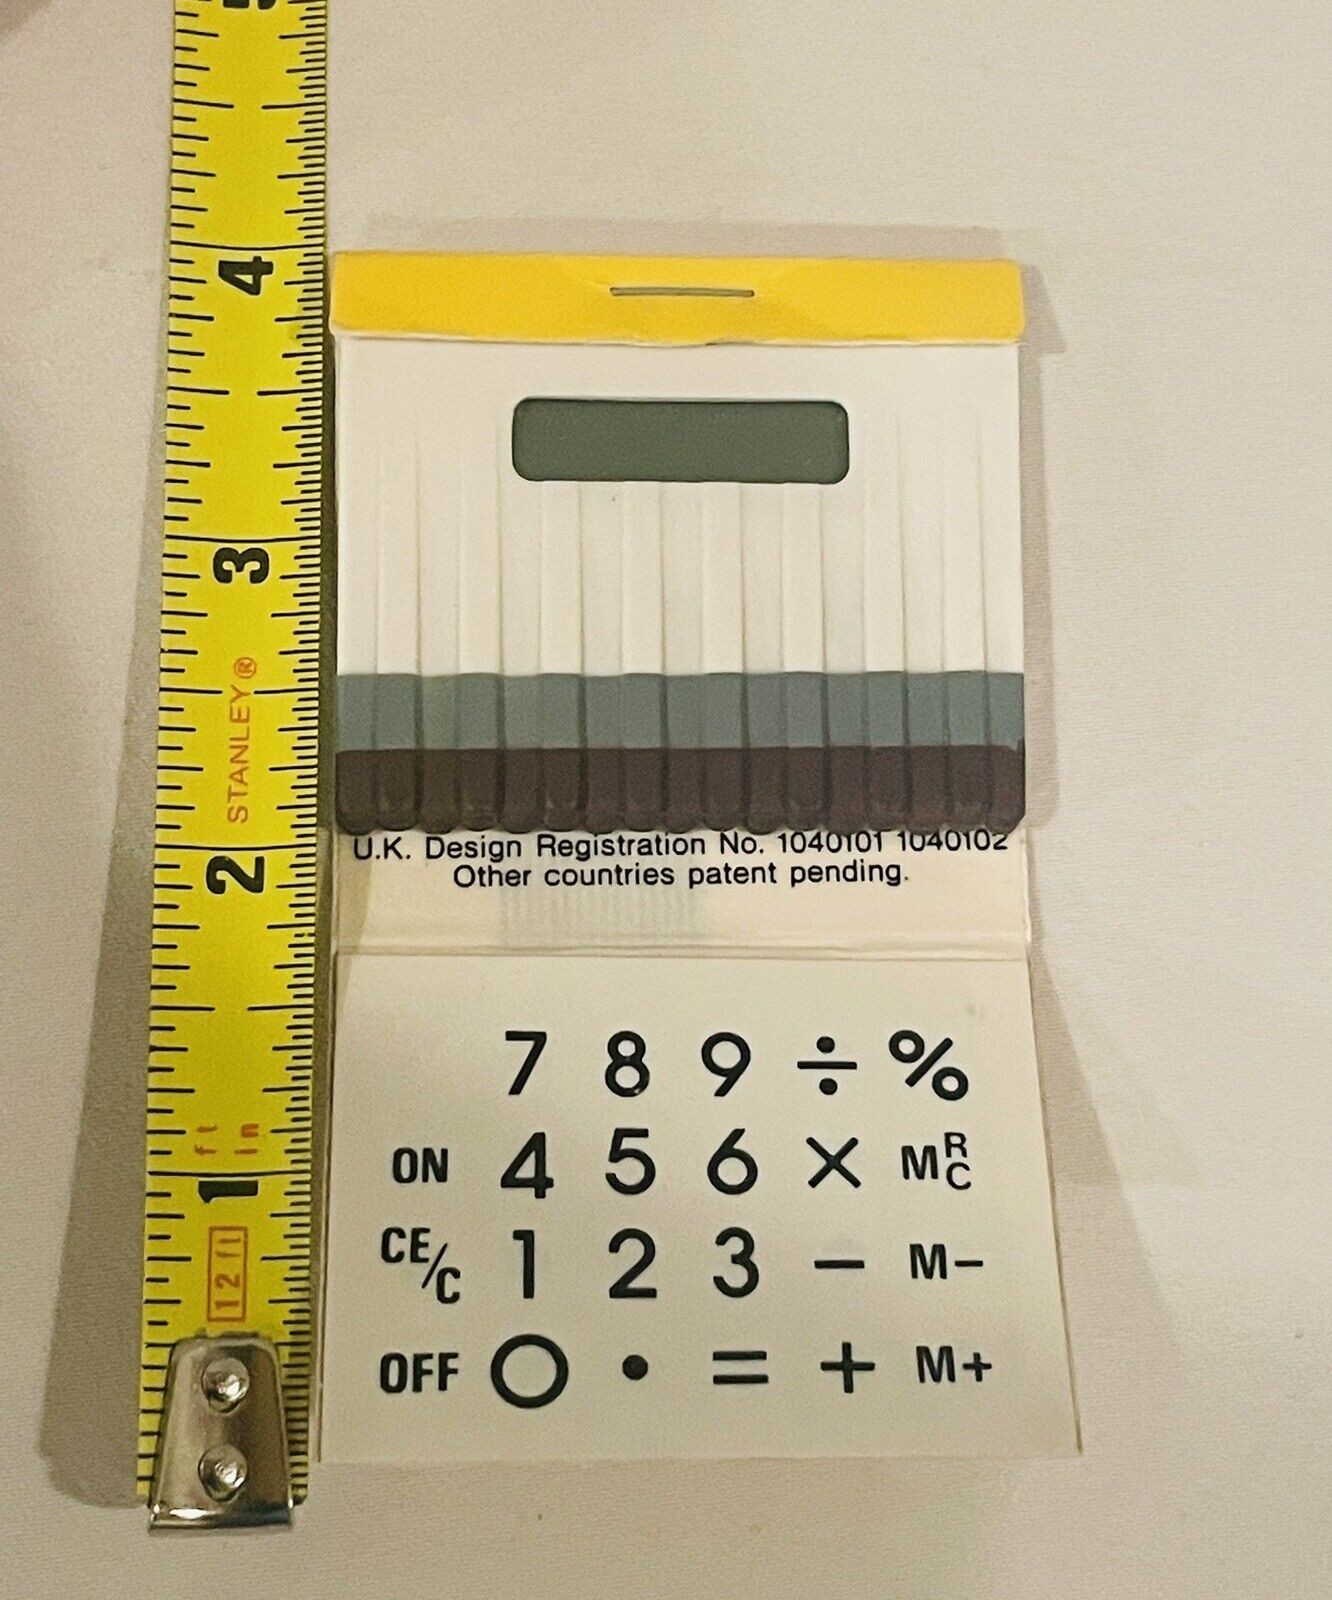 5
4
3
STANLEY®
2
ft
in
1
12 ft
U.K. Design Registration No. 1040101 1040102
Other countries patent pending.
7 8 9 ÷ %
ON 4 5 6 × MRC
CE/C 1 2 3 − M−
OFF 0 • = + M+